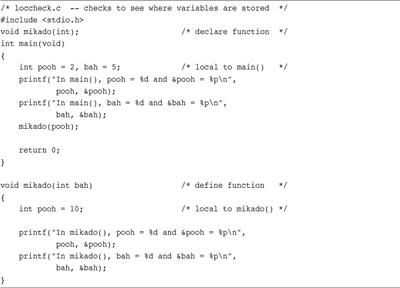 /* loccheck.c  -- checks to see where variables are stored  */
#include <stdio.h>
void mikado(int);                      /* declare function  */
int main(void)
{
    int pooh = 2, bah = 5;             /* local to main()   */
    printf("In main(), pooh = %d and &pooh = %p\n",
            pooh, &pooh);
    printf("In main(), bah = %d and &bah = %p\n",
            bah, &bah);
    mikado(pooh);

    return 0;
}

void mikado(int bah)                   /* define function   */
{
    int pooh = 10;                     /* local to mikado() */

    printf("In mikado(), pooh = %d and &pooh = %p\n",
            pooh, &pooh);
    printf("In mikado(), bah = %d and &bah = %p\n",
            bah, &bah);
}